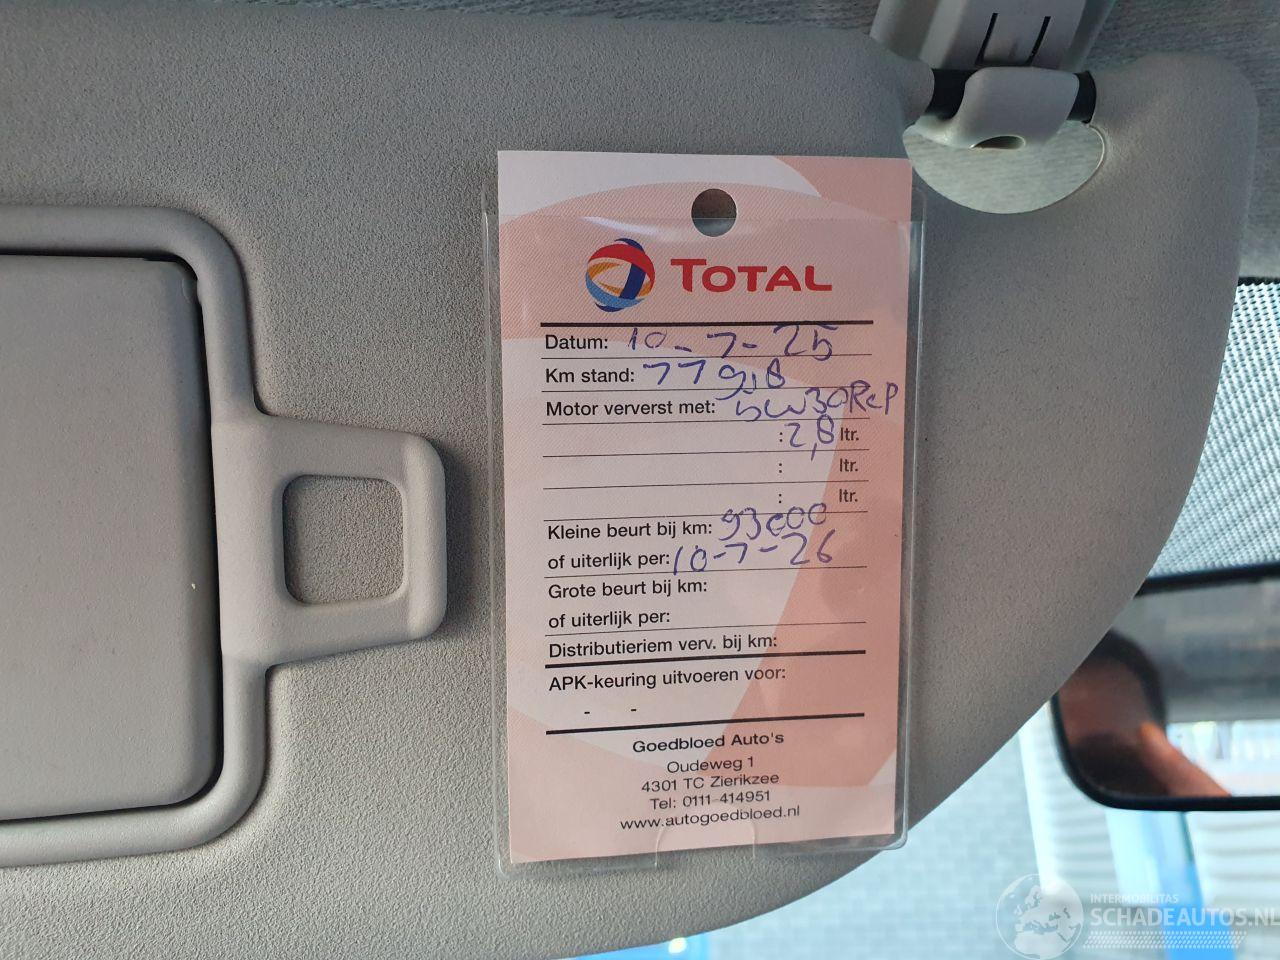 TOTAL
Datum: 10-7-25
Km stand: 77918
Motor ververst met: 5W30 RCP
: 2,8 ltr.
: ltr.
: ltr.
Kleine beurt bij km: 93000
of uiterlijk per: 10-7-26
Grote beurt bij km:
of uiterlijk per:
Distributieriem verv. bij km:
APK-keuring uitvoeren voor:
- -
Goedbloed Auto's
Oudeweg 1
4301 TC Zierikzee
Tel: 0111-414951
www.autogoedbloed.nl
INTERMOBILITAS
SCHADEAUTOS.NL